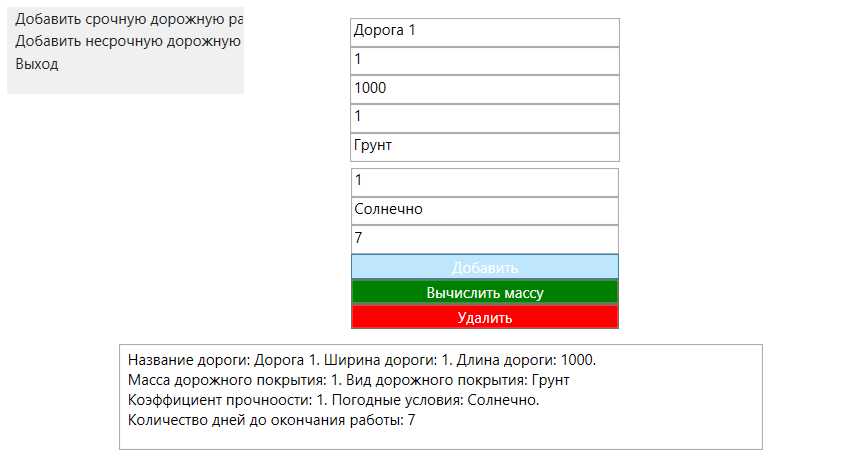 Добавить срочную дорожную ра
Добавить несрочную дорожную
Выход
Дорога 1
1
1000
1
Грунт
1
Солнечно
7
Добавить
Вычислить массу
Удалить
Название дороги: Дорога 1. Ширина дороги: 1. Длина дороги: 1000.
Масса дорожного покрытия: 1. Вид дорожного покрытия: Грунт
Коэффициент прочноости: 1. Погодные условия: Солнечно.
Количество дней до окончания работы: 7